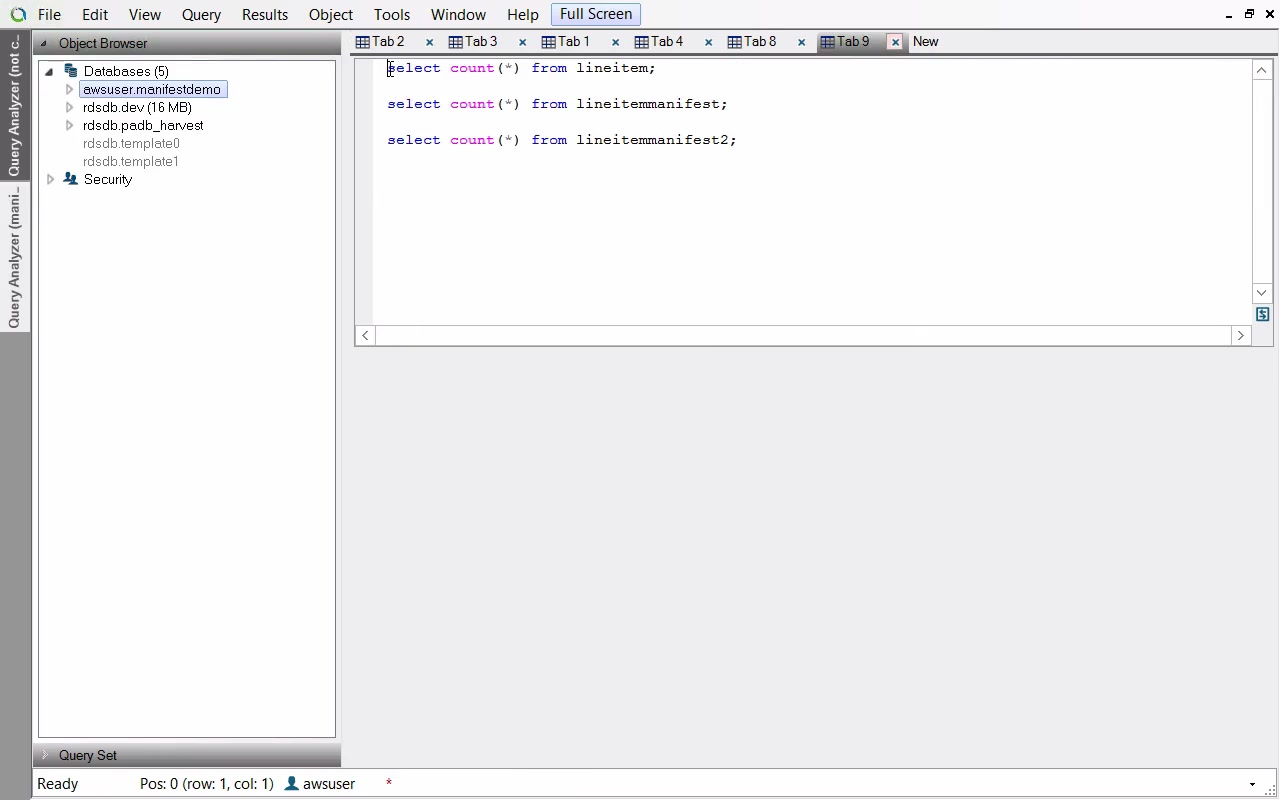 File Edit View Query Results Object Tools Window Help Full Screen
Query Analyzer (not c...
Query Analyzer (mani...
Object Browser
Databases (5)
awsuser.manifestdemo
rdsdb.dev (16 MB)
rdsdb.padb_harvest
rdsdb.template0
rdsdb.template1
Security
Query Set
Tab 2 Tab 3 Tab 1 Tab 4 Tab 8 Tab 9 New
select count(*) from lineitem;
select count(*) from lineitemmanifest;
select count(*) from lineitemmanifest2;
Ready Pos: 0 (row: 1, col: 1) awsuser *